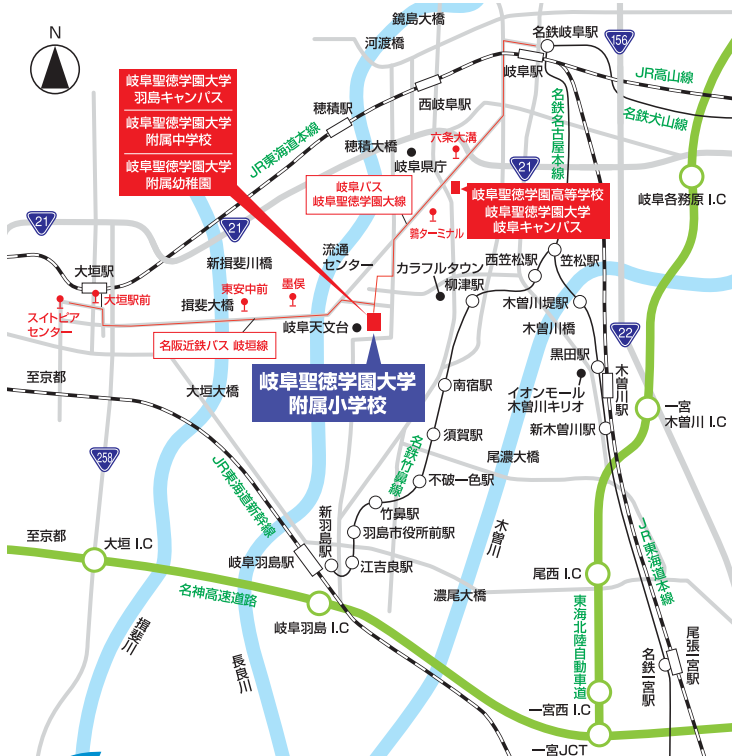 N
鏡島大橋
河渡橋
名鉄岐阜駅
156
岐阜駅
JR高山線
名鉄犬山線
岐阜聖徳学園大学
羽島キャンパス
岐阜聖徳学園大学
附属中学校
岐阜聖徳学園大学
附属幼稚園
穂積駅
西岐阜駅
JR東海道本線
名鉄名古屋本線
穂積大橋
六条大溝
岐阜県庁
21
岐阜各務原 I.C
岐阜バス
岐阜聖徳学園大線
岐阜聖徳学園高等学校
岐阜聖徳学園大学
岐阜キャンパス
鶉ターミナル
21
21
大垣駅
新揖斐川橋
流通
センター
カラフルタウン
西笠松駅
笠松駅
柳津駅
大垣駅前
東安中前
墨俣
スイトピア
センター
揖斐大橋
木曽川堤駅
木曽川橋
岐阜天文台
名阪近鉄バス 岐垣線
22
黒田駅
木曽川駅
至京都
大垣大橋
岐阜聖徳学園大学
附属小学校
南宿駅
イオンモール
木曽川キリオ
一宮
木曽川 I.C
須賀駅
新木曽川駅
名鉄竹鼻線
尾濃大橋
258
JR東海道新幹線
不破一色駅
竹鼻駅
木曽川
新羽島駅
羽島市役所前駅
至京都
大垣 I.C
岐阜羽島駅
江吉良駅
JR東海道本線
尾西 I.C
名神高速道路
濃尾大橋
岐阜羽島 I.C
揖斐川
長良川
東海北陸自動車道
名鉄一宮駅
尾張一宮駅
一宮西 I.C
一宮JCT